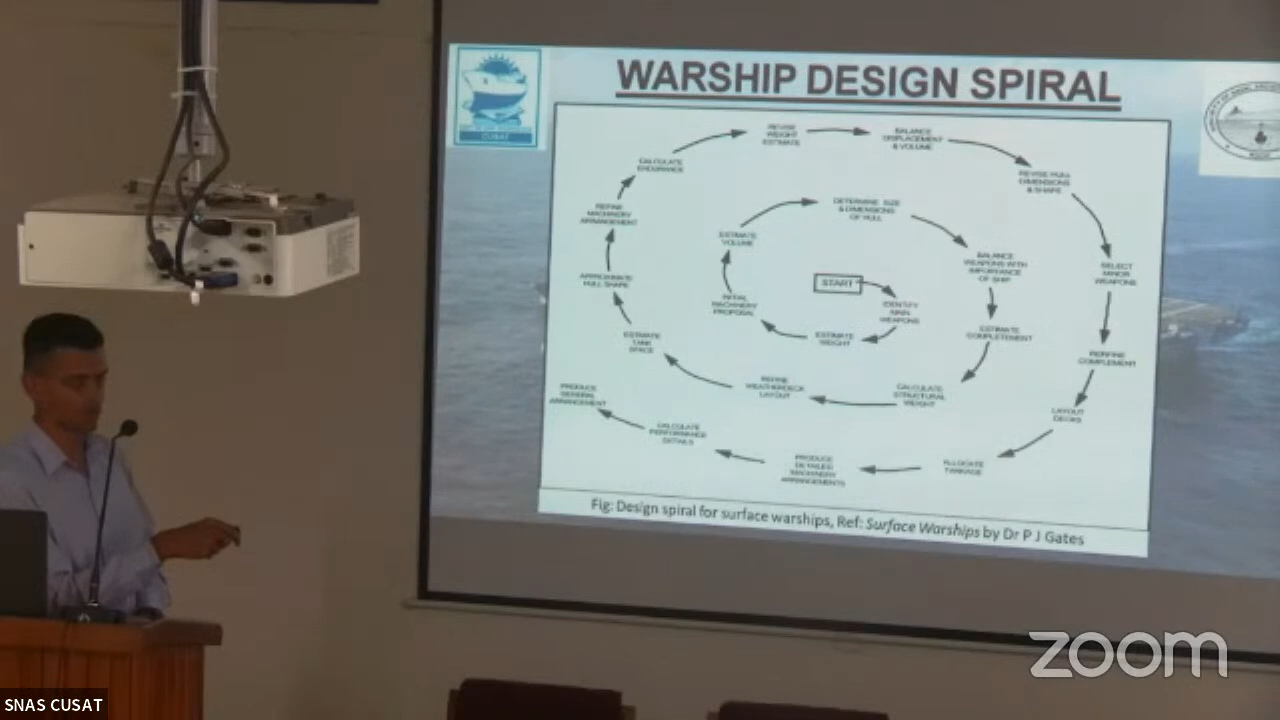 WARSHIP DESIGN SPIRAL
CUSAT
START
IDENTIFY
MAIN
WEAPONS
ESTIMATE
WEIGHT
INITIAL
MACHINERY
PROPOSAL
ESTIMATE
VOLUME
DETERMINE SIZE
& DIMENSIONS
OF HULL
BALANCE
WEAPONS WITH
IMPORTANCE
OF SHIP
ESTIMATE
COMPLETEMENT
CALCULATE
STRUCTURAL
WEIGHT
REFINE
WEATHERDECK
LAYOUT
ESTIMATE
TANK
SPACE
APPROXIMATE
HULL SHAPE
REFINE
MACHINERY
ARRANGEMENT
CALCULATE
ENDURANCE
REVISE
WEIGHT
ESTIMATE
BALANCE
DISPLACEMENT
& VOLUME
REVISE HULL
DIMENSIONS
& SHAPE
SELECT
MINOR
WEAPONS
RERFINE
COMPLEMENT
LAYOUT
DECKS
ALLOCATE
TANKAGE
PRODUCE
DETAILED
MACHINERY
ARRANGEMENTS
CALCULATE
PERFORMANCE
DETAILS
PRODUCE
GENERAL
ARRANGEMENT
Fig: Design spiral for surface warships, Ref: Surface Warships by Dr P J Gates
zoom
SNAS CUSAT